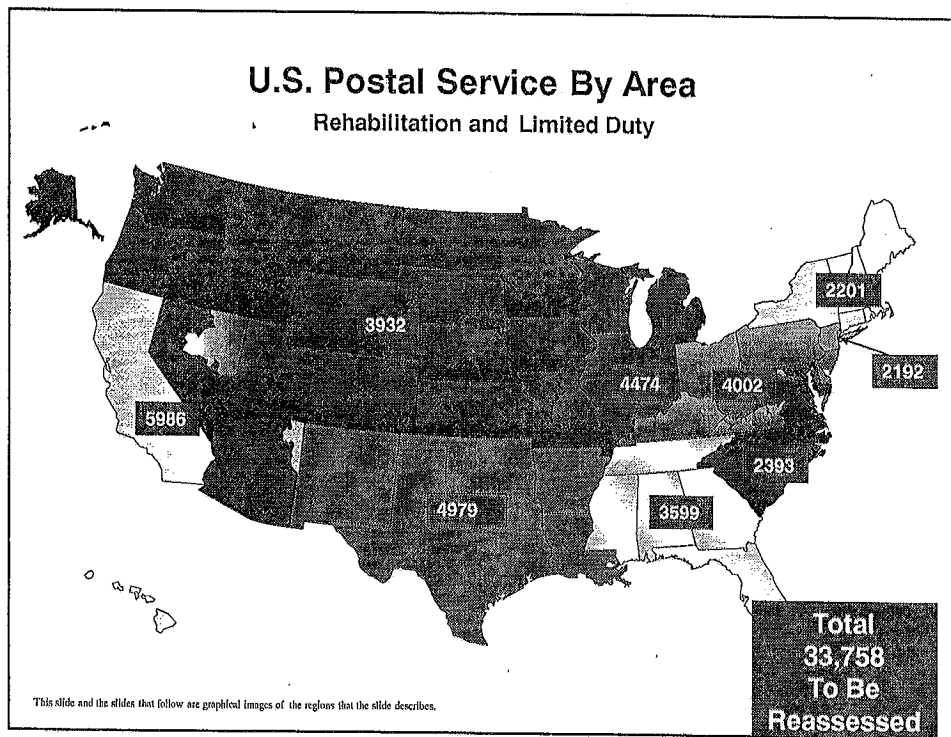 U.S. Postal Service By Area
Rehabilitation and Limited Duty
2201
3932
2192
4474
4002
5986
2393
4979
3599
Total
33,758
To Be
Reassessed
This slide and the slides that follow are graphical images of the regions that the slide describes.